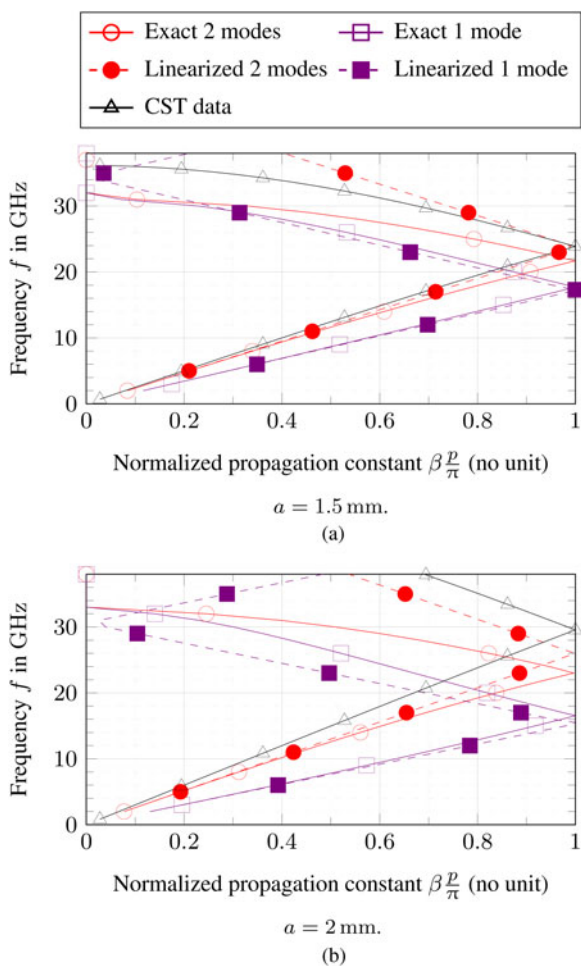 Exact 2 modes Exact 1 mode
Linearized 2 modes Linearized 1 mode
CST data
30
20
10
0
Frequency f in GHz
0 0.2 0.4 0.6 0.8 1
Normalized propagation constant β p/π (no unit)
a = 1.5 mm.
(a)
30
20
10
0
Frequency f in GHz
0 0.2 0.4 0.6 0.8 1
Normalized propagation constant β p/π (no unit)
a = 2 mm.
(b)